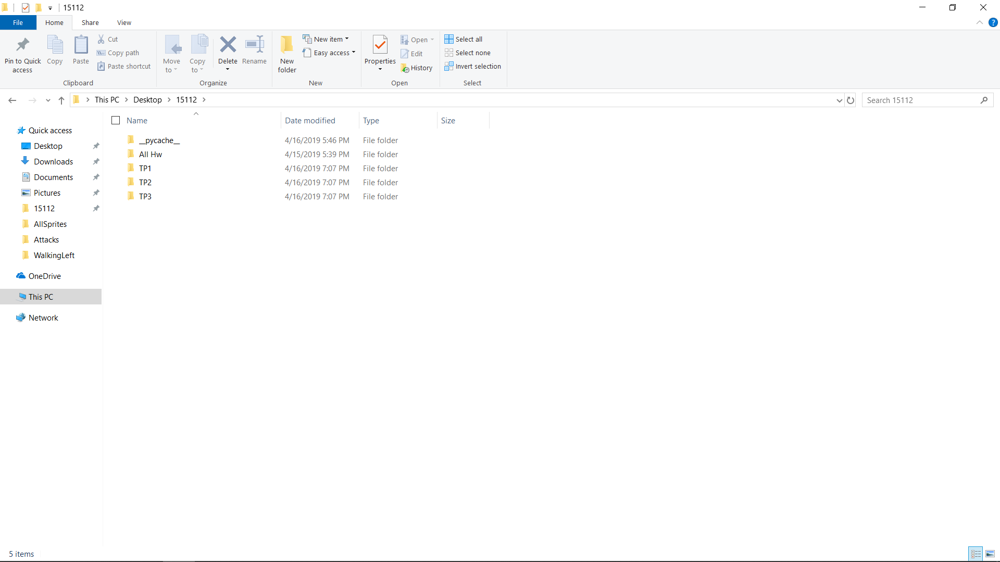 15112
File Home Share View
Pin to Quick access
Copy
Paste
Cut
Copy path
Paste shortcut
Clipboard
Move to
Copy to
Delete
Rename
Organize
New folder
New item
Easy access
New
Properties
Open
Edit
History
Open
Select all
Select none
Invert selection
Select
This PC Desktop 15112
Search 15112
Quick access
Desktop
Downloads
Documents
Pictures
15112
AllSprites
Attacks
WalkingLeft
OneDrive
This PC
Network
Name Date modified Type Size
__pycache__ 4/16/2019 5:46 PM File folder
All Hw 4/15/2019 5:39 PM File folder
TP1 4/16/2019 7:07 PM File folder
TP2 4/16/2019 7:07 PM File folder
TP3 4/16/2019 7:07 PM File folder
5 items